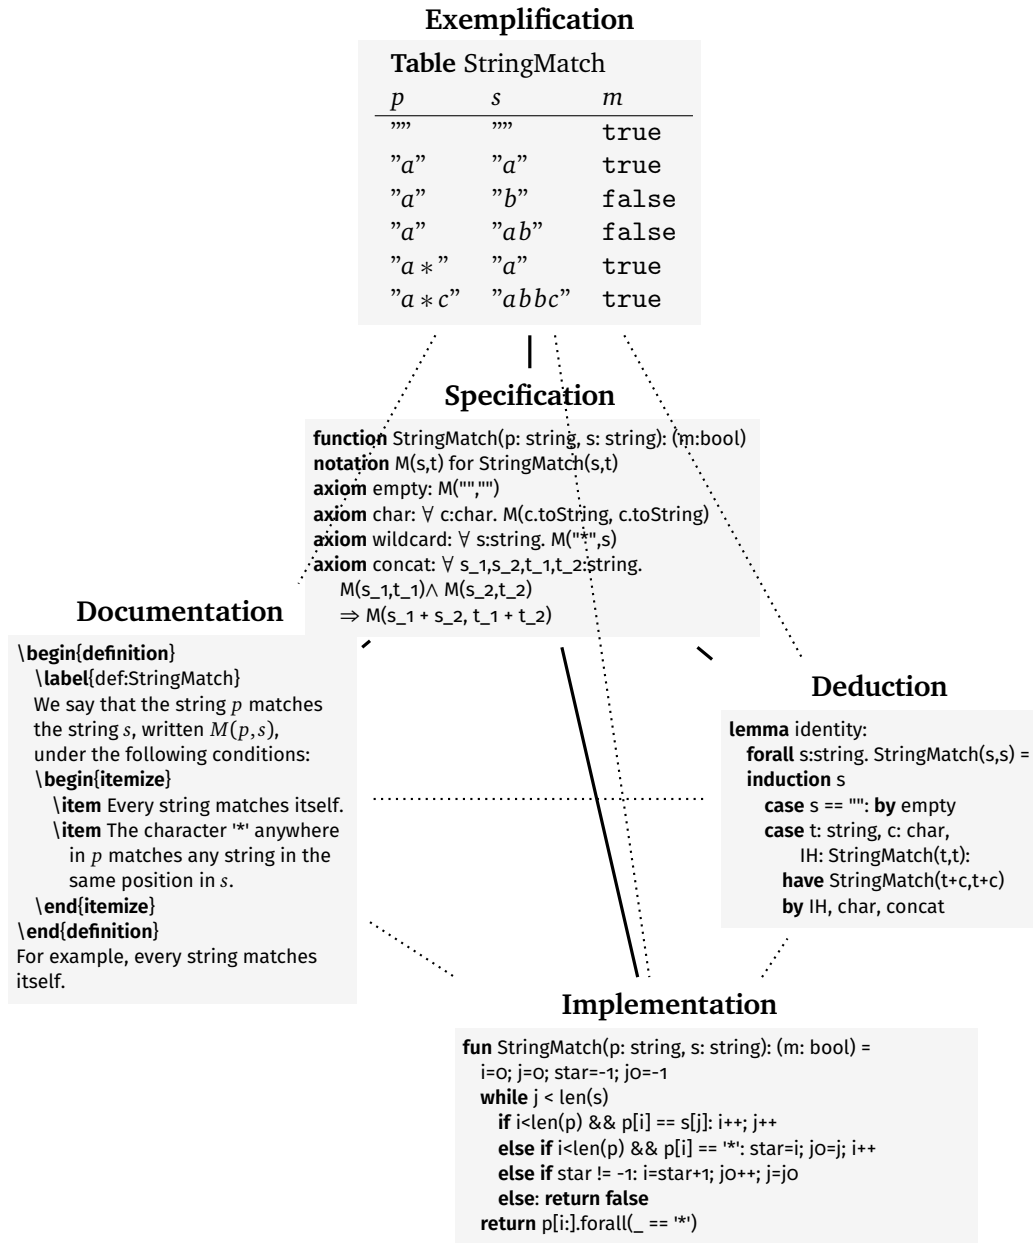 Exemplification
Table StringMatch
p s m
”” ”” true
”a” ”a” true
”a” ”b” false
”a” ”ab” false
”a∗” ”a” true
”a∗c” ”abbc” true
Specification
function StringMatch(p: string, s: string): (m:bool)
notation M(s,t) for StringMatch(s,t)
axiom empty: M("","")
axiom char: ∀ c:char. M(c.toString, c.toString)
axiom wildcard: ∀ s:string. M("*",s)
axiom concat: ∀ s_1,s_2,t_1,t_2:string.
M(s_1,t_1)∧ M(s_2,t_2)
⇒ M(s_1 + s_2, t_1 + t_2)
Documentation
\begin{definition}
\label{def:StringMatch}
We say that the string p matches
the string s, written M(p,s),
under the following conditions:
\begin{itemize}
\item Every string matches itself.
\item The character '*' anywhere
in p matches any string in the
same position in s.
\end{itemize}
\end{definition}
For example, every string matches
itself.
Deduction
lemma identity:
forall s:string. StringMatch(s,s) =
induction s
case s == "": by empty
case t: string, c: char,
IH: StringMatch(t,t):
have StringMatch(t+c,t+c)
by IH, char, concat
Implementation
fun StringMatch(p: string, s: string): (m: bool) =
i=0; j=0; star=-1; j0=-1
while j < len(s)
if i<len(p) && p[i] == s[j]: i++; j++
else if i<len(p) && p[i] == '*': star=i; j0=j; i++
else if star != -1: i=star+1; j0++; j=j0
else: return false
return p[i:].forall(_ == '*')